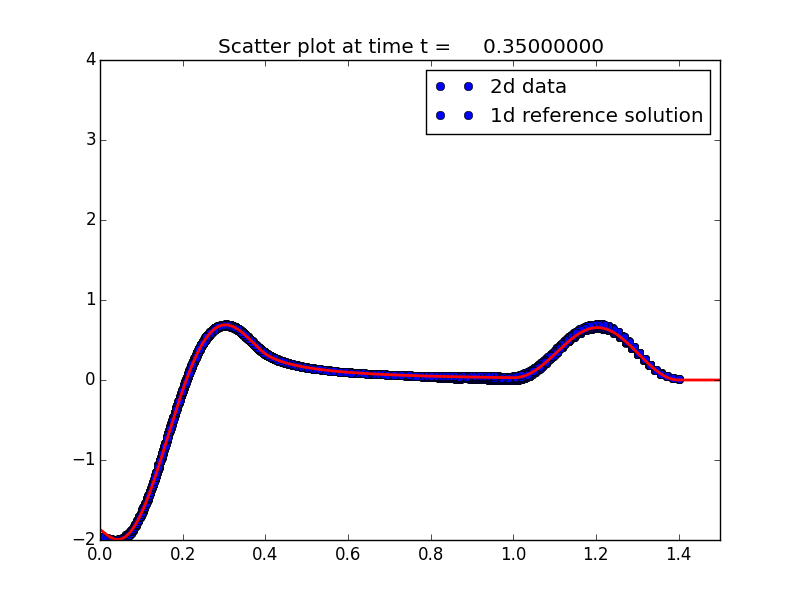 Scatter plot at time t =     0.35000000
4
2d data
1d reference solution
3
2
1
0
−1
−2
0.0 0.2 0.4 0.6 0.8 1.0 1.2 1.4